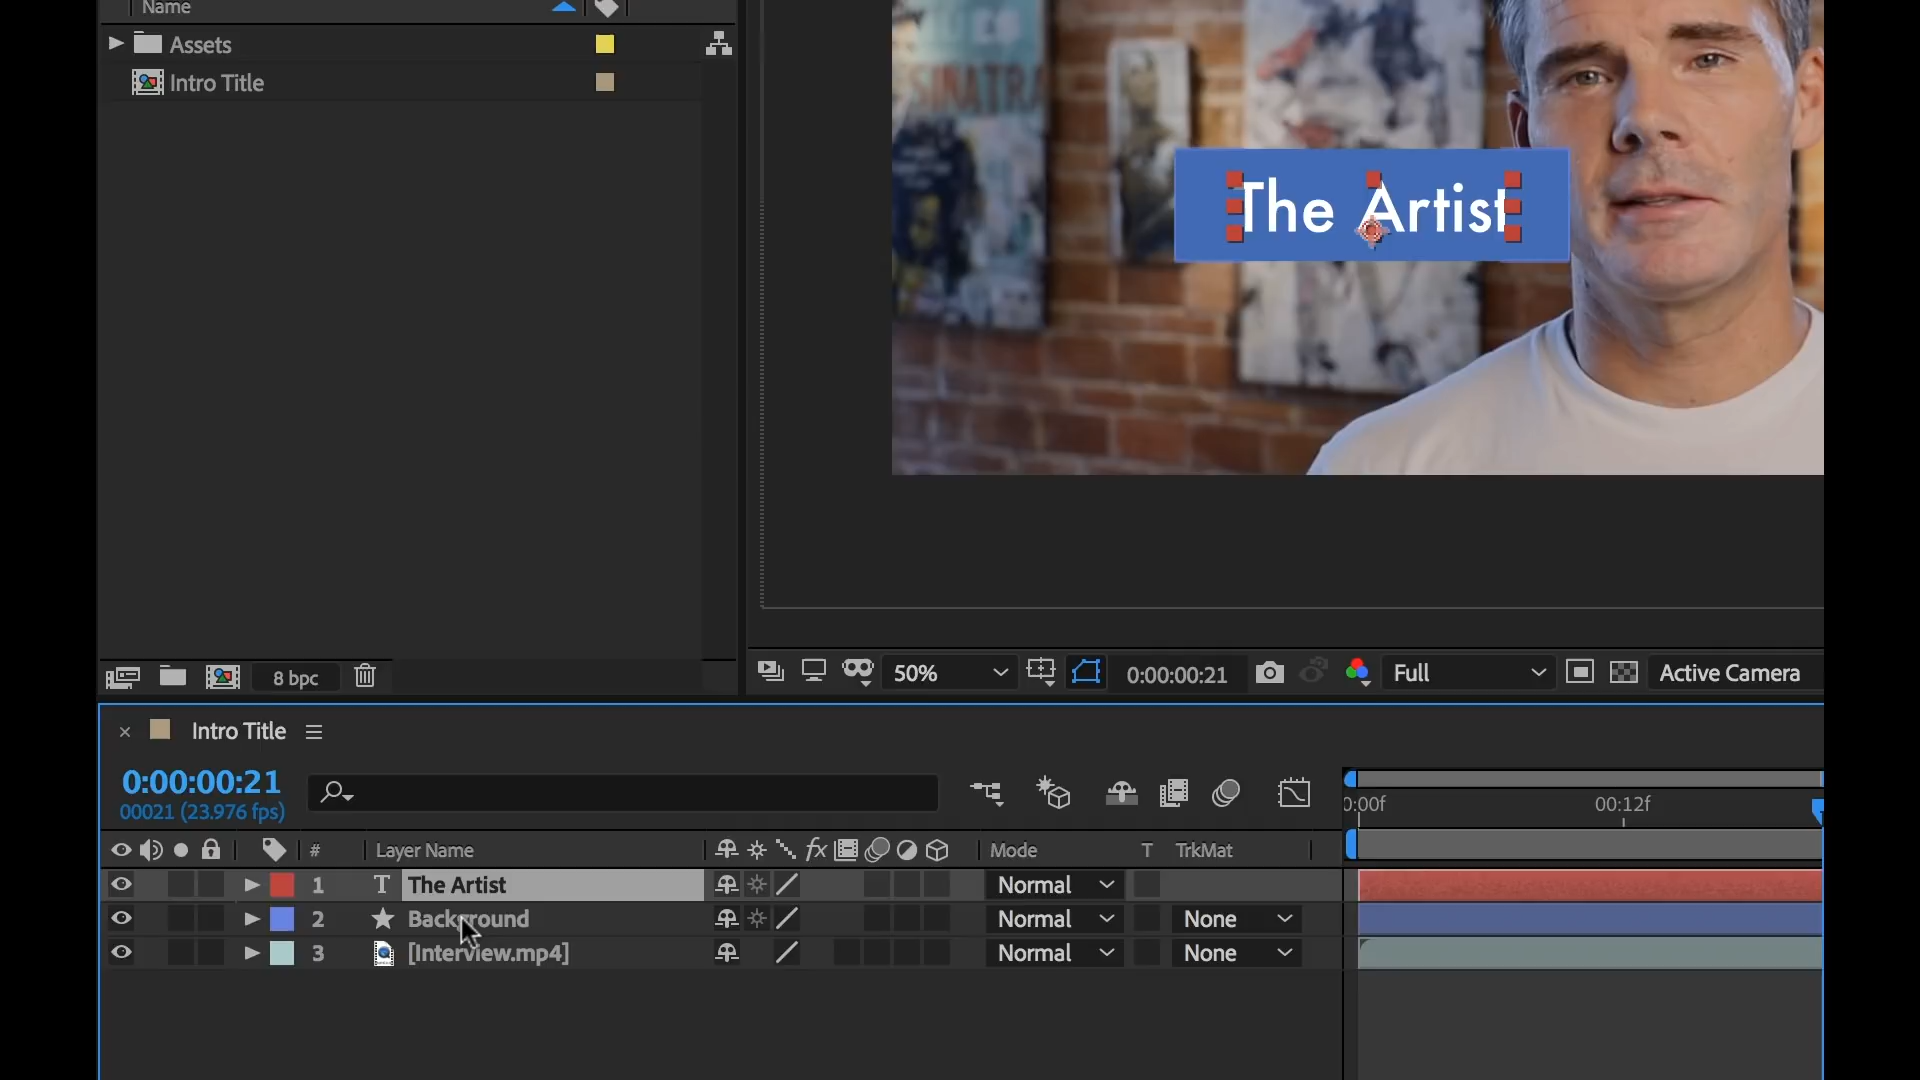 Name
Assets
Intro Title
SINATRA
The Artist
8 bpc
50%
0:00:00:21
Full
Active Camera
Intro Title
0:00:00:21
00021 (23.976 fps)
0:00f
00:12f
#
Layer Name
fx
Mode
T
TrkMat
1
T
The Artist
Normal
2
Background
Normal
None
3
[Interview.mp4]
Normal
None